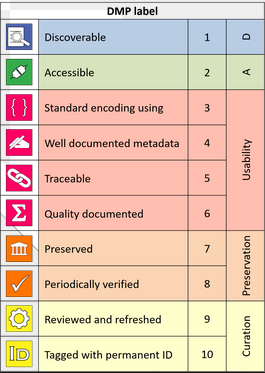 DMP label
Discoverable 1 D
Accessible 2 A
Standard encoding using 3
Well documented metadata 4
Traceable 5
Quality documented 6
Usability
Preserved 7
Periodically verified 8
Preservation
Reviewed and refreshed 9
Tagged with permanent ID 10
Curation
ID